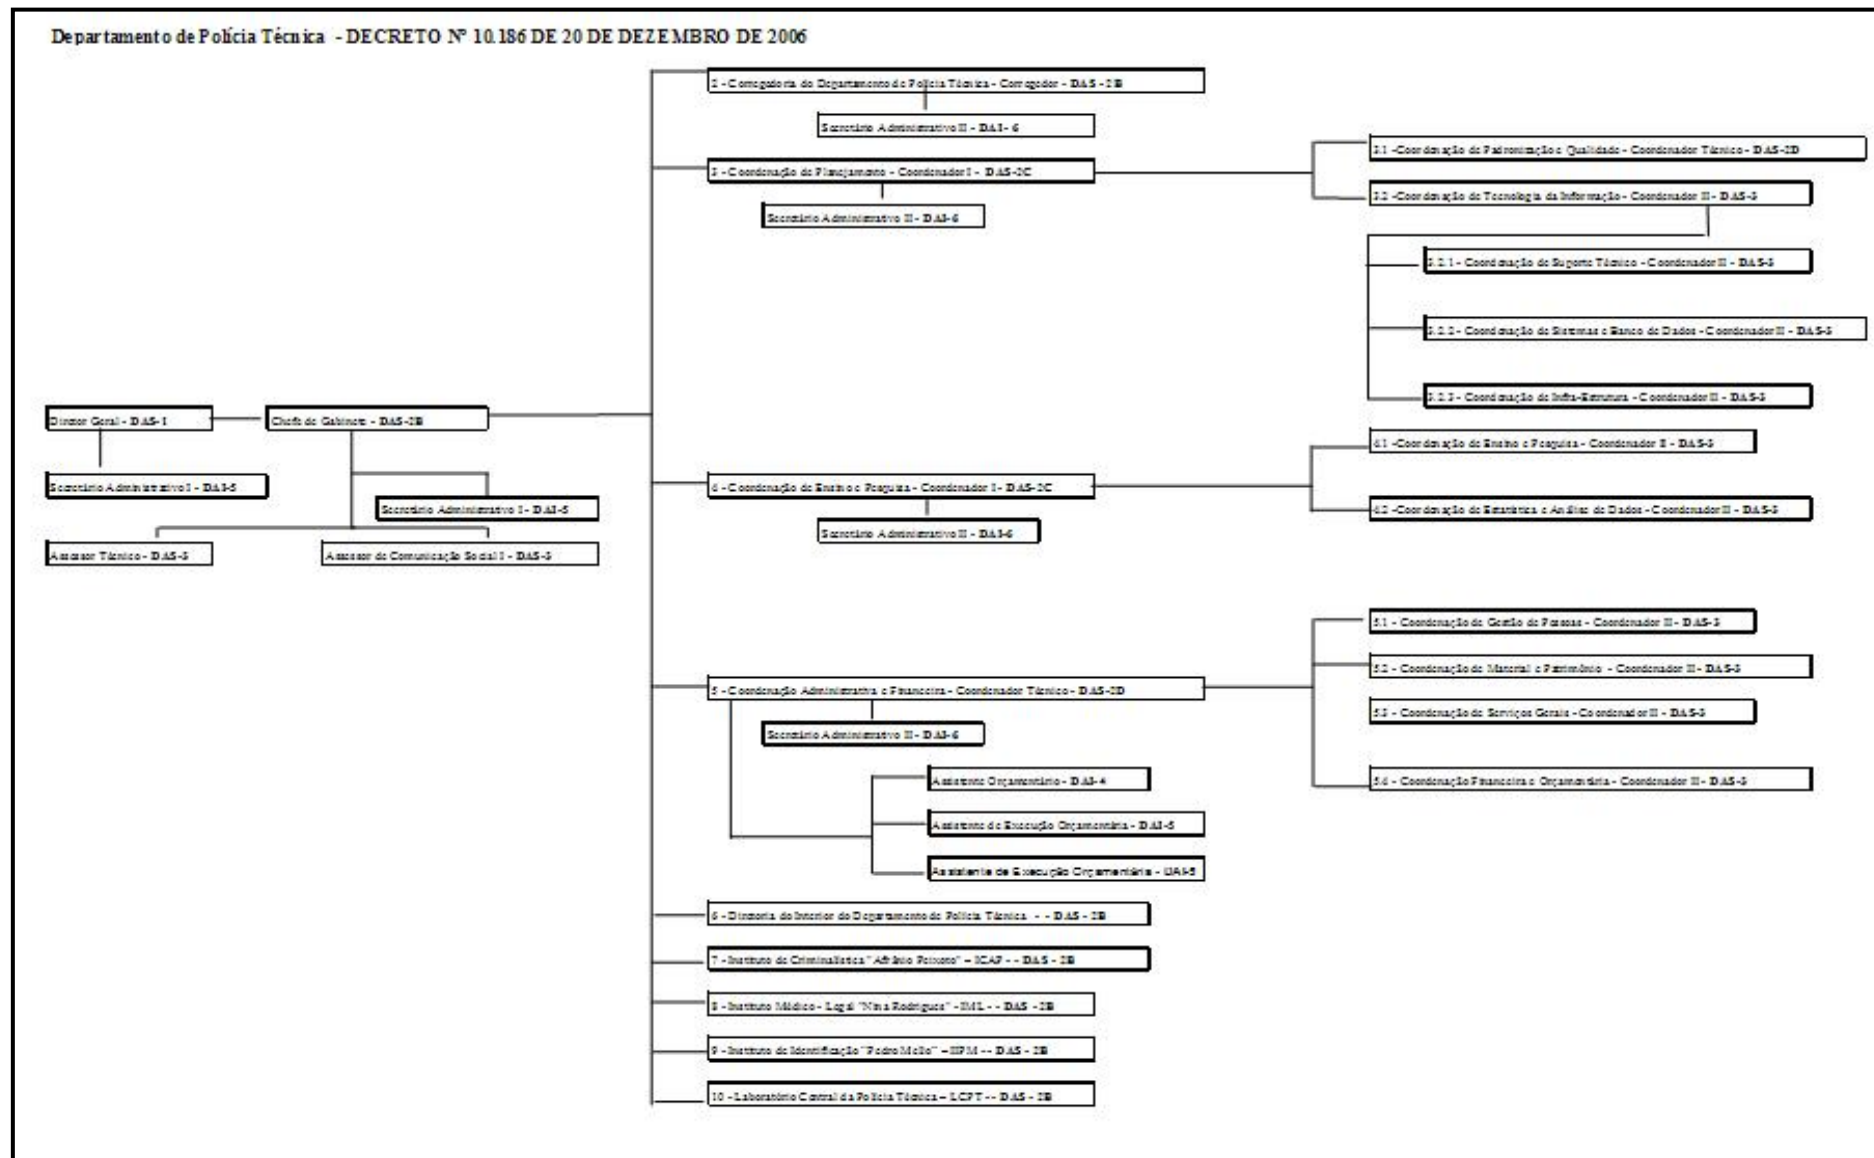 Departamento de Polícia Técnica - DECRETO Nº 10.186 DE 20 DE DEZEMBRO DE 2006
2 - Corregedoria do Departamento de Polícia Técnica - Corregedor - DAS - 2B
Secretário Administrativo II - DAI - 6
3 - Coordenação de Planejamento - Coordenador I - DAS-2C
Secretário Administrativo II - DAI-6
3.1 -Coordenação de Padronização e Qualidade - Coordenador Técnico - DAS-2D
3.2 -Coordenação de Tecnologia da Informação - Coordenador II - DAS-3
3.2.1 - Coordenação de Suporte Técnico - Coordenador II - DAS-3
3.2.2 - Coordenação de Sistemas e Banco de Dados - Coordenador II - DAS-3
3.2.3 - Coordenação de Infra-Estrutura - Coordenador II - DAS-3
Diretor Geral - DAS-1
Chefe de Gabinete - DAS-2B
Secretário Administrativo I - DAI-5
Secretário Administrativo I - DAI-5
Assessor Técnico - DAS-3
Assessor de Comunicação Social I - DAS-3
4 - Coordenação de Ensino e Pesquisa - Coordenador I - DAS-2C
Secretário Administrativo II - DAI-6
4.1 -Coordenação de Ensino e Pesquisa - Coordenador II - DAS-3
4.2 -Coordenação de Estatística e Análise de Dados - Coordenador II - DAS-3
5 - Coordenação Administrativa e Financeira - Coordenador Técnico - DAS-2D
Secretário Administrativo II - DAI-6
Assistente Orçamentário - DAI-4
Assistente de Execução Orçamentária - DAI-5
Assistente de Execução Orçamentária - DAI-5
5.1 - Coordenação de Gestão de Pessoas - Coordenador II - DAS-3
5.2 - Coordenação de Material e Patrimônio - Coordenador II - DAS-3
5.3 - Coordenação de Serviços Gerais - Coordenador II - DAS-3
5.4 - Coordenação Financeira e Orçamentária - Coordenador II - DAS-3
6 - Diretoria do Interior do Departamento de Polícia Técnica - - DAS - 2B
7 - Instituto de Criminalística "Afrânio Peixoto" – ICAP - - DAS - 2B
8 - Instituto Médico - Legal "Nina Rodrigues" - IML - - DAS - 2B
9 - Instituto de Identificação "Pedro Mello" – IIPM -- DAS - 2B
10 - Laboratório Central da Polícia Técnica – LCPT -- DAS - 2B